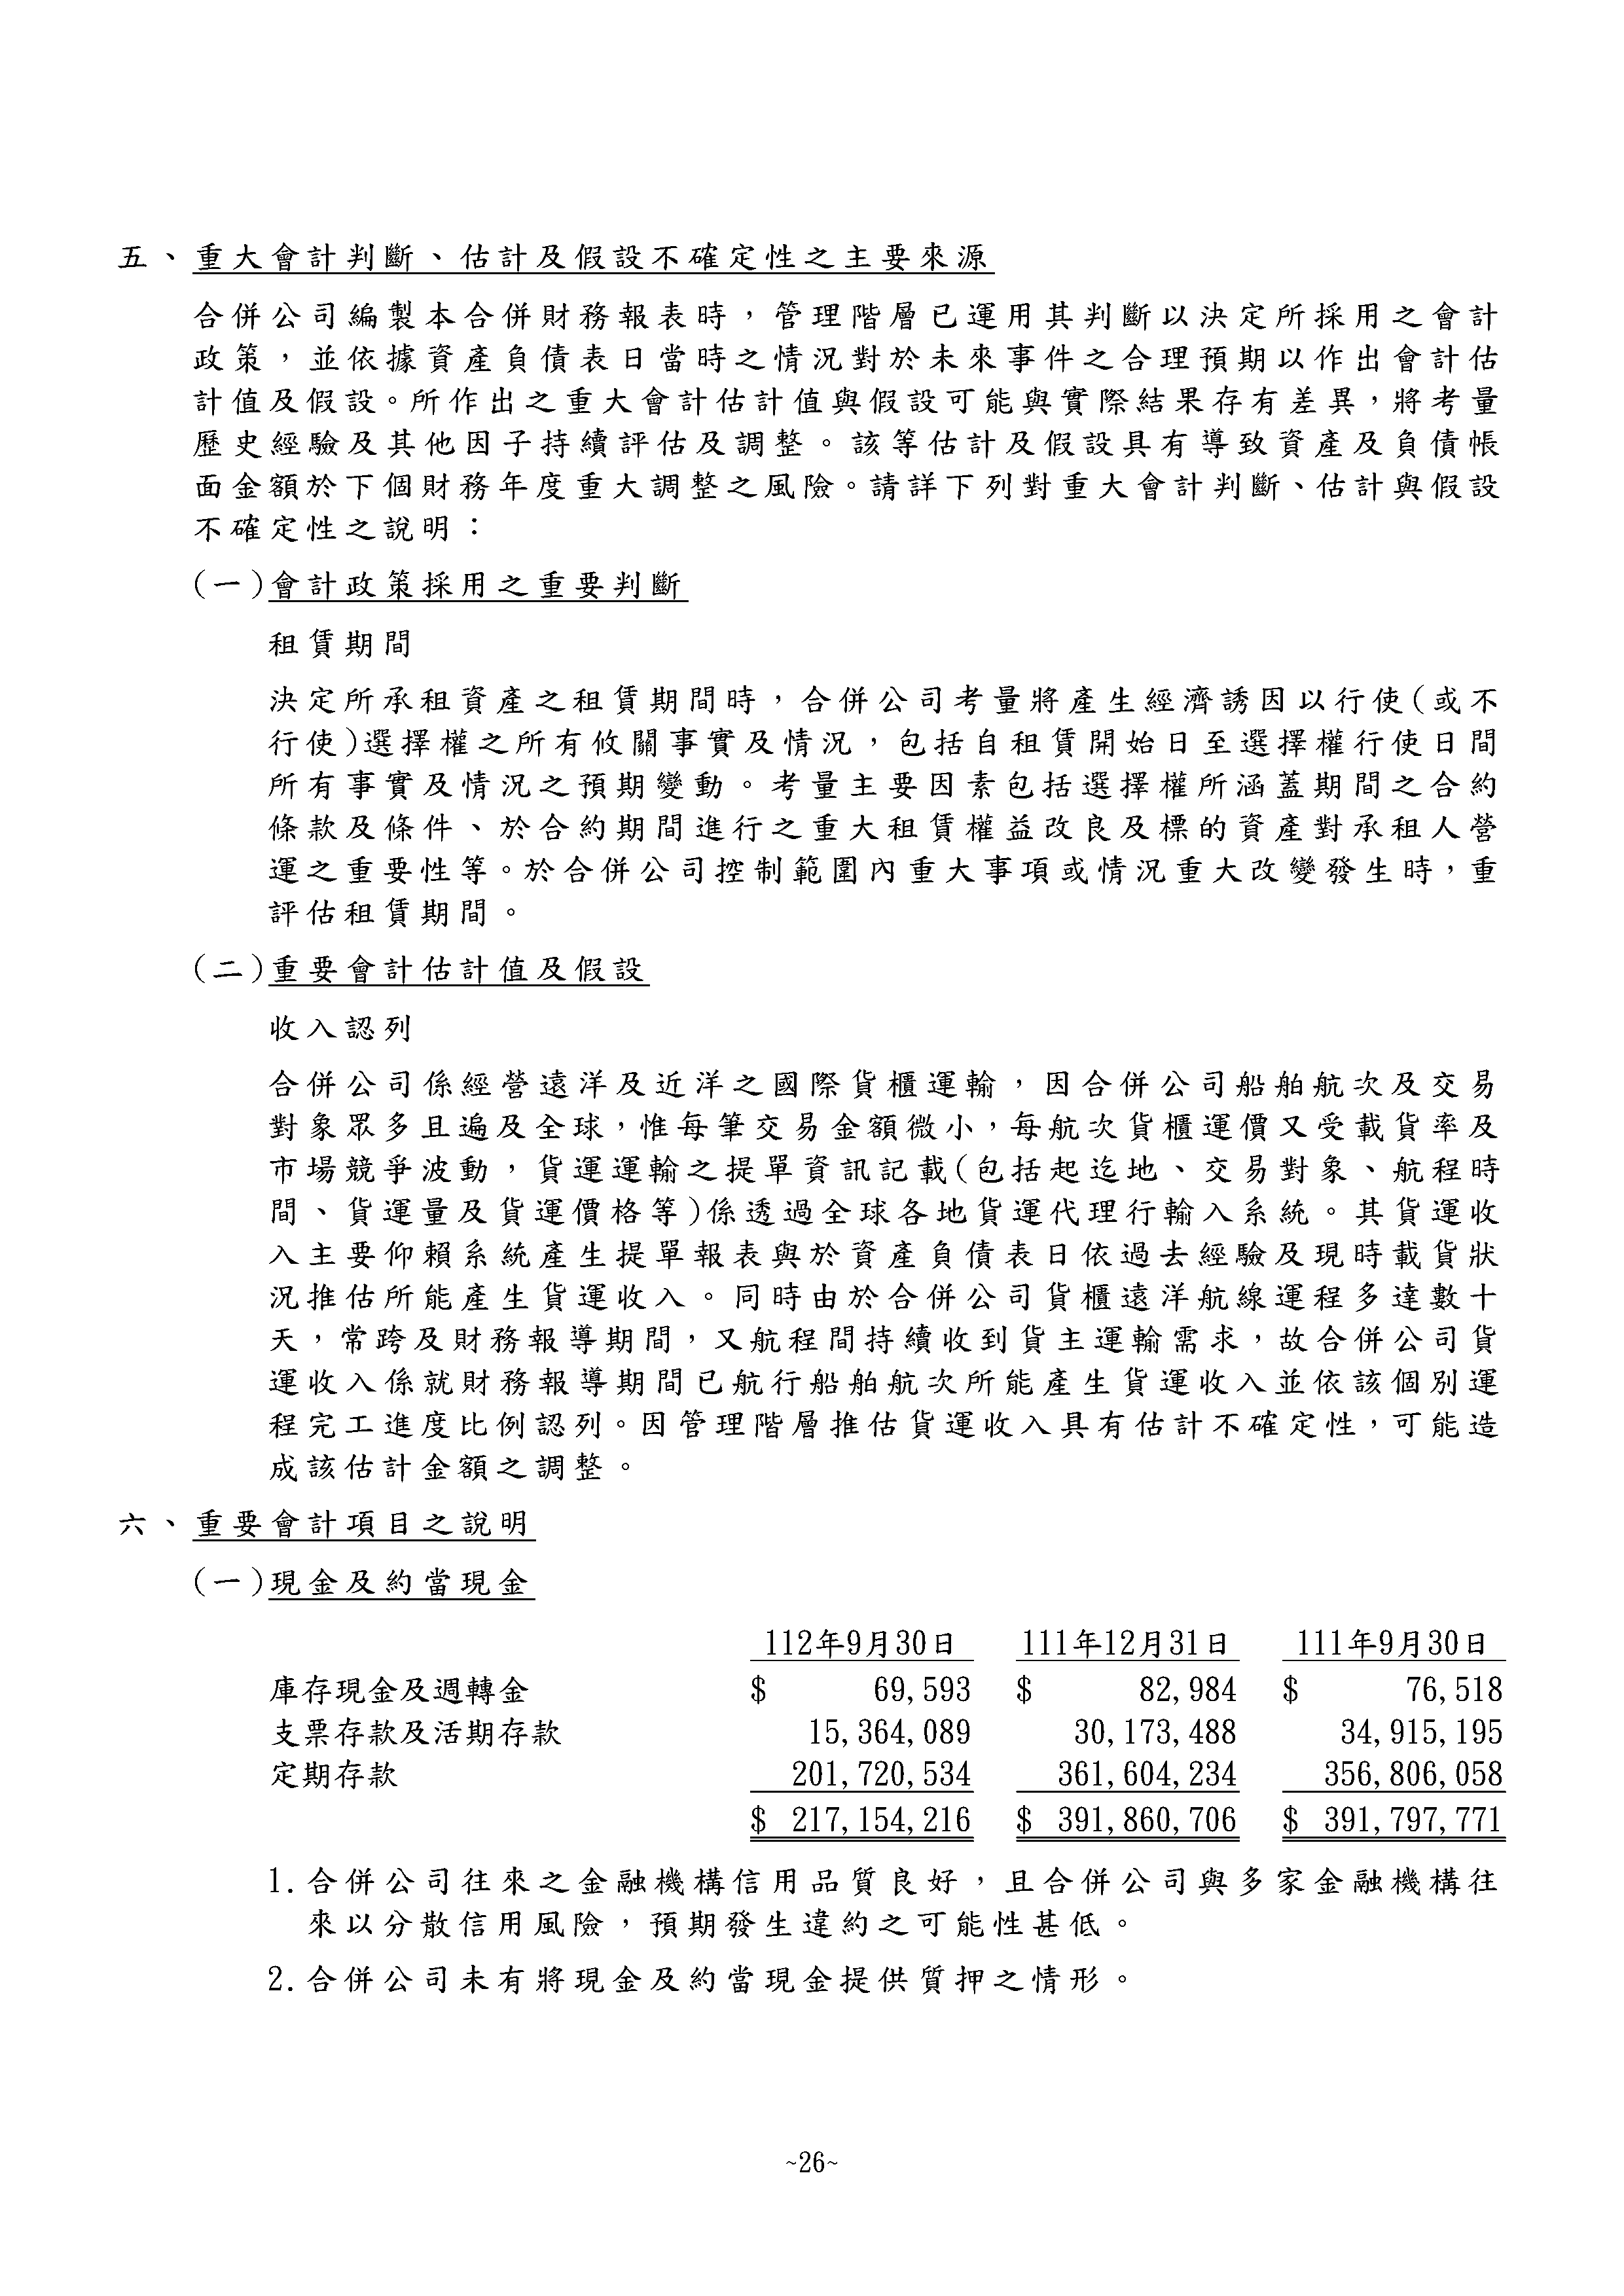 五、重大會計判斷、估計及假設不確定性之主要來源
合併公司編製本合併財務報表時，管理階層已運用其判斷以決定所採用之會計
政策，並依據資產負債表日當時之情況對於未來事件之合理預期以作出會計估
計值及假設。所作出之重大會計估計值與假設可能與實際結果存有差異，將考量
歷史經驗及其他因子持續評估及調整。該等估計及假設具有導致資產及負債帳
面金額於下個財務年度重大調整之風險。請詳下列對重大會計判斷、估計與假設
不確定性之說明：
(一)會計政策採用之重要判斷
租賃期間
決定所承租資產之租賃期間時，合併公司考量將產生經濟誘因以行使(或不
行使)選擇權之所有攸關事實及情況，包括自租賃開始日至選擇權行使日間
所有事實及情況之預期變動。考量主要因素包括選擇權所涵蓋期間之合約
條款及條件、於合約期間進行之重大租賃權益改良及標的資產對承租人營
運之重要性等。於合併公司控制範圍內重大事項或情況重大改變發生時，重
評估租賃期間。
(二)重要會計估計值及假設
收入認列
合併公司係經營遠洋及近洋之國際貨櫃運輸，因合併公司船舶航次及交易
對象眾多且遍及全球，惟每筆交易金額微小，每航次貨櫃運價又受載貨率及
市場競爭波動，貨運運輸之提單資訊記載(包括起迄地、交易對象、航程時
間、貨運量及貨運價格等)係透過全球各地貨運代理行輸入系統。其貨運收
入主要仰賴系統產生提單報表與於資產負債表日依過去經驗及現時載貨狀
況推估所能產生貨運收入。同時由於合併公司貨櫃遠洋航線運程多達數十
天，常跨及財務報導期間，又航程間持續收到貨主運輸需求，故合併公司貨
運收入係就財務報導期間已航行船舶航次所能產生貨運收入並依該個別運
程完工進度比例認列。因管理階層推估貨運收入具有估計不確定性，可能造
成該估計金額之調整。
六、重要會計項目之說明
(一)現金及約當現金
112年9月30日 111年12月31日 111年9月30日
庫存現金及週轉金 $ 69,593 $ 82,984 $ 76,518
支票存款及活期存款 15,364,089 30,173,488 34,915,195
定期存款 201,720,534 361,604,234 356,806,058
$ 217,154,216 $ 391,860,706 $ 391,797,771
1.合併公司往來之金融機構信用品質良好，且合併公司與多家金融機構往
來以分散信用風險，預期發生違約之可能性甚低。
2.合併公司未有將現金及約當現金提供質押之情形。
~26~